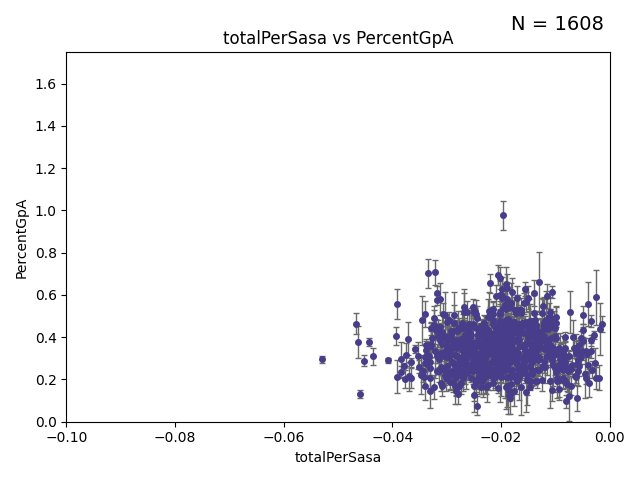 N = 1608
totalPerSasa vs PercentGpA
PercentGpA
1.6
1.4
1.2
1.0
0.8
0.6
0.4
0.2
0.0
−0.10 −0.08 −0.06 −0.04 −0.02 0.00
totalPerSasa